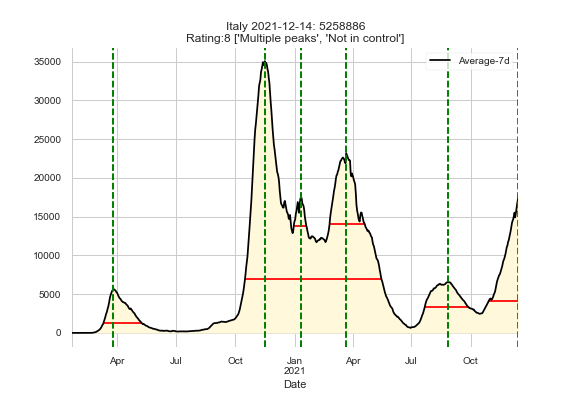 Italy 2021-12-14: 5258886
Rating:8 ['Multiple peaks', 'Not in control']
Average-7d
35000
30000
25000
20000
15000
10000
5000
0
Apr Jul Oct Jan Apr Jul Oct
2021
Date